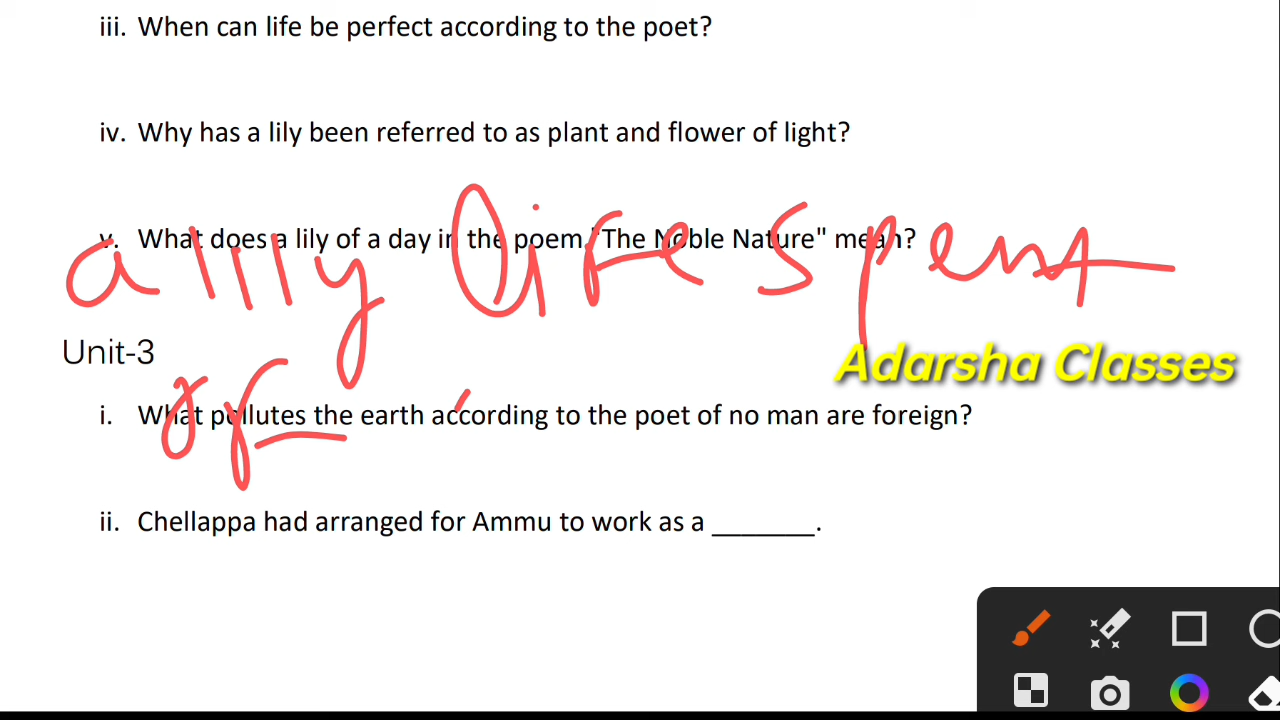 iii. When can life be perfect according to the poet?
iv. Why has a lily been referred to as plant and flower of light?
v. What does a lily of a day in the poem "The Noble Nature" mean?
a lily life spent
Unit-3
Adarsha Classes
i. What pollutes the earth according to the poet of no man are foreign?
ii. Chellappa had arranged for Ammu to work as a _______.